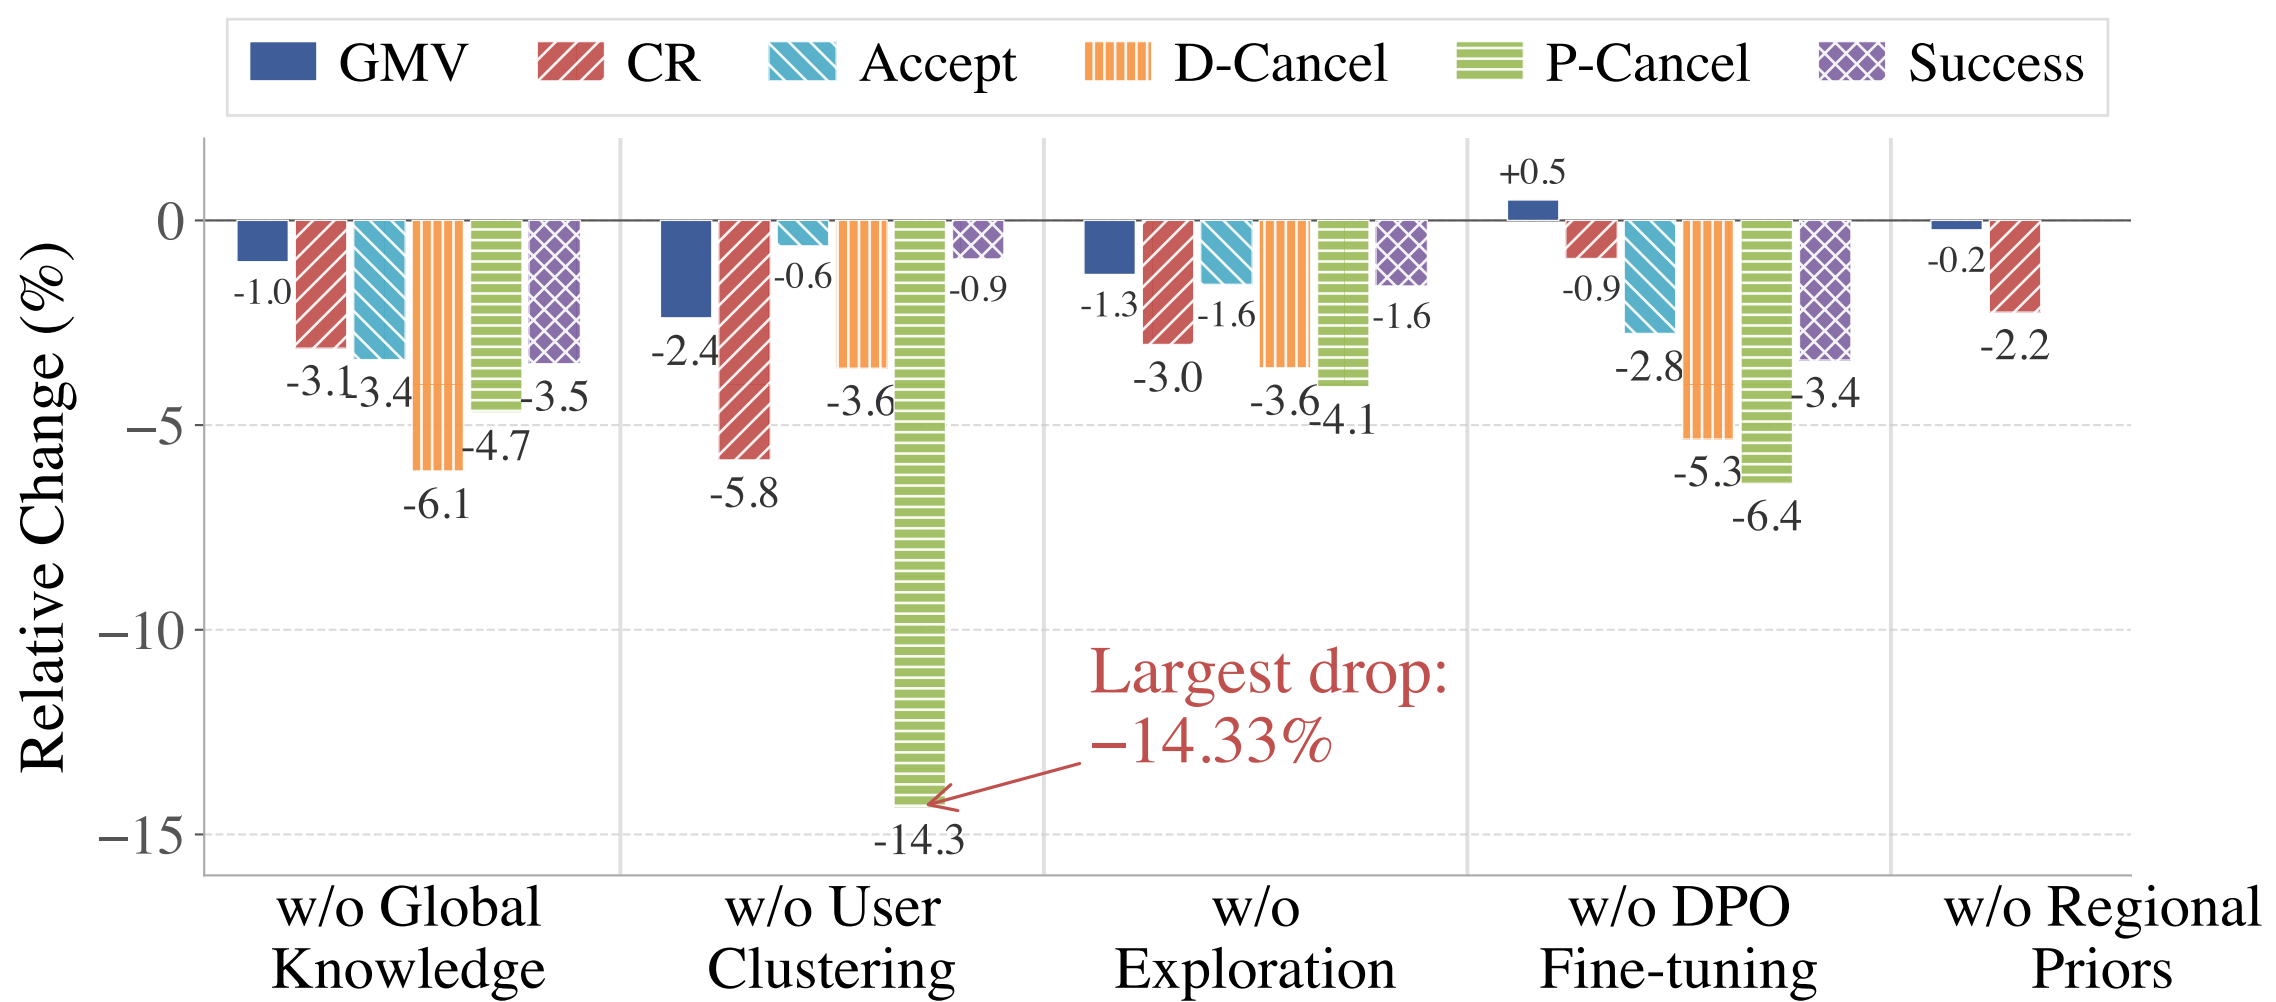 GMV CR Accept D-Cancel P-Cancel Success
Relative Change (%)
0
−5
−10
−15
-1.0
-3.1
-3.4
-6.1
-4.7
-3.5
-2.4
-5.8
-0.6
-3.6
-14.3
-0.9
-1.3
-3.0
-1.6
-3.6
-4.1
-1.6
+0.5
-0.9
-2.8
-5.3
-6.4
-3.4
-0.2
-2.2
Largest drop:
−14.33%
w/o Global
Knowledge
w/o User
Clustering
w/o
Exploration
w/o DPO
Fine-tuning
w/o Regional
Priors